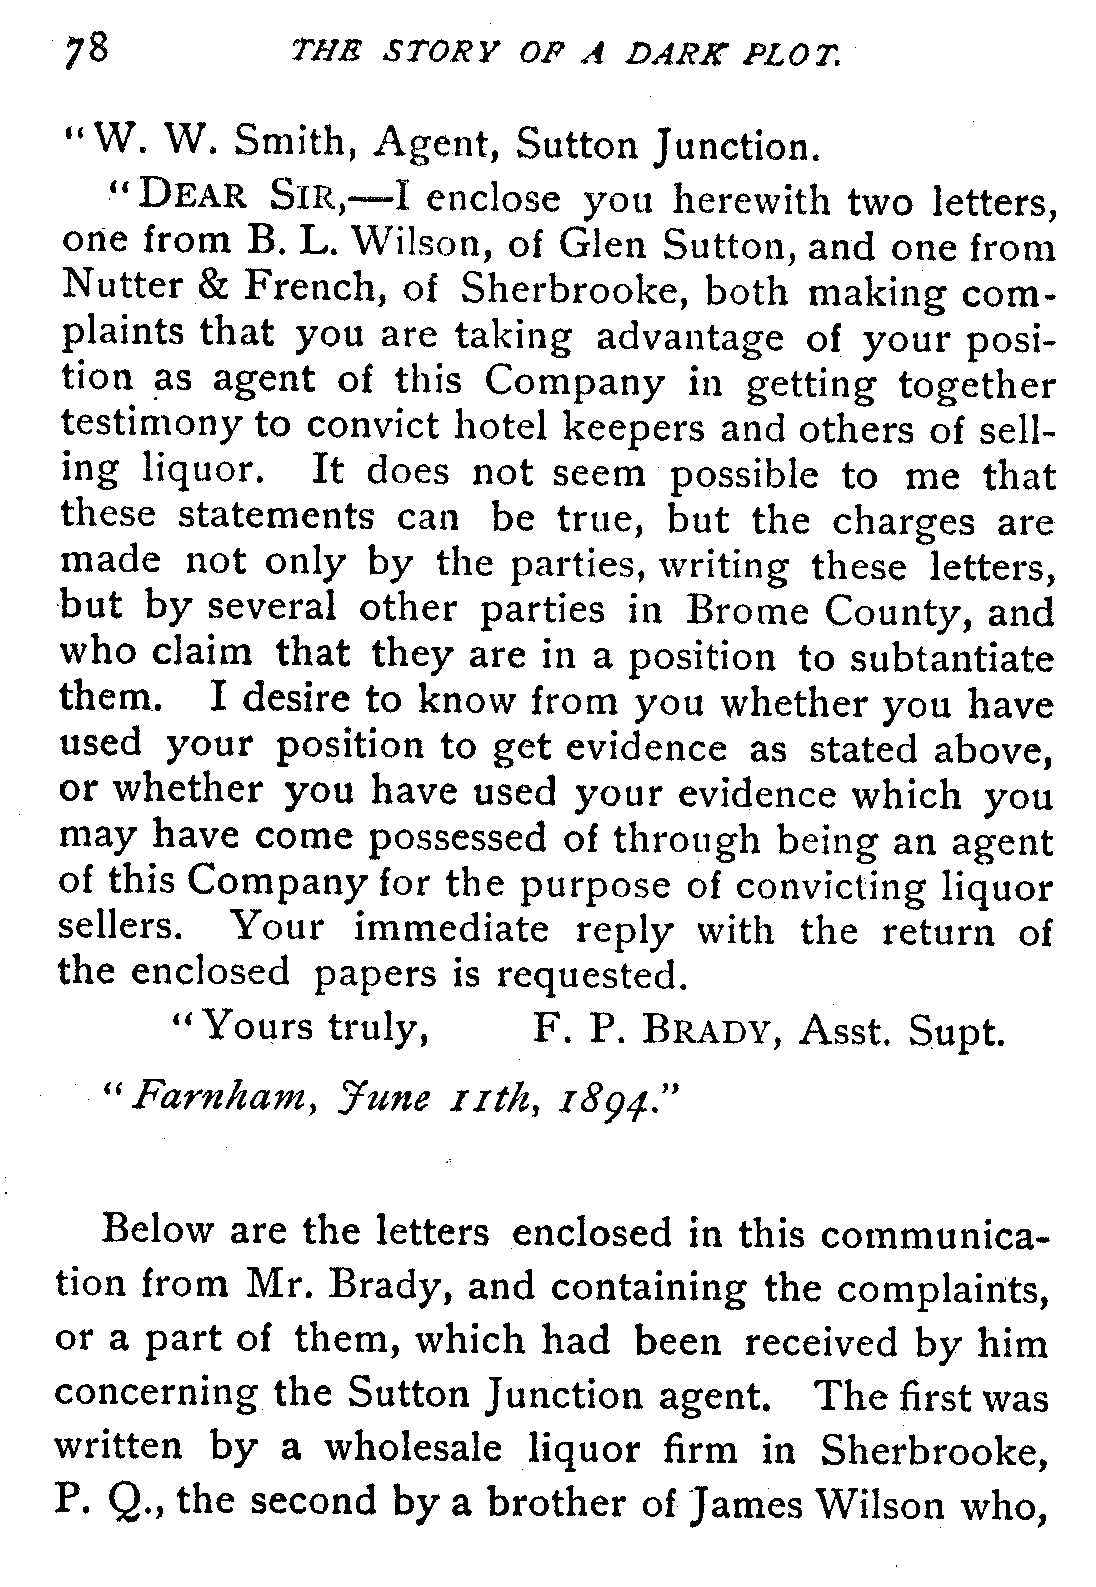 78 THE STORY OF A DARK PLOT.
"W. W. Smith, Agent, Sutton Junction.
"DEAR SIR,—I enclose you herewith two letters,
one from B. L. Wilson, of Glen Sutton, and one from
Nutter & French, of Sherbrooke, both making com-
plaints that you are taking advantage of your posi-
tion as agent of this Company in getting together
testimony to convict hotel keepers and others of sell-
ing liquor. It does not seem possible to me that
these statements can be true, but the charges are
made not only by the parties, writing these letters,
but by several other parties in Brome County, and
who claim that they are in a position to subtantiate
them. I desire to know from you whether you have
used your position to get evidence as stated above,
or whether you have used your evidence which you
may have come possessed of through being an agent
of this Company for the purpose of convicting liquor
sellers. Your immediate reply with the return of
the enclosed papers is requested.
"Yours truly, F. P. BRADY, Asst. Supt.
"Farnham, June 11th, 1894."
Below are the letters enclosed in this communica-
tion from Mr. Brady, and containing the complaints,
or a part of them, which had been received by him
concerning the Sutton Junction agent. The first was
written by a wholesale liquor firm in Sherbrooke,
P. Q., the second by a brother of James Wilson who,